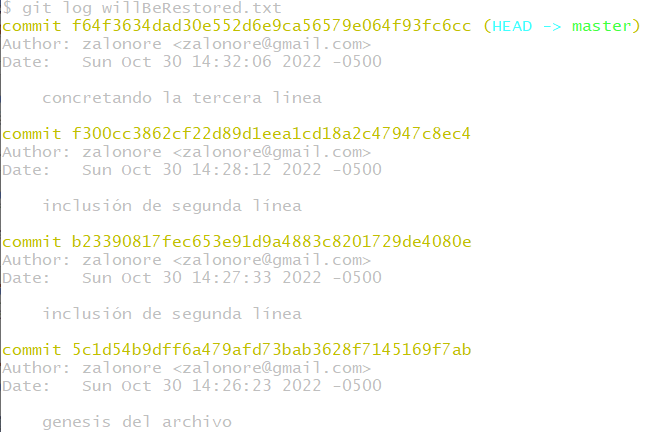 $ git log willBeRestored.txt
commit f64f3634dad30e552d6e9ca56579e064f93fc6cc (HEAD -> master)
Author: zalonore <zalonore@gmail.com>
Date:   Sun Oct 30 14:32:06 2022 -0500
concretando la tercera linea
commit f300cc3862cf22d89d1eea1cd18a2c47947c8ec4
Author: zalonore <zalonore@gmail.com>
Date:   Sun Oct 30 14:28:12 2022 -0500
inclusión de segunda linea
commit b23390817fec653e91d9a4883c8201729de4080e
Author: zalonore <zalonore@gmail.com>
Date:   Sun Oct 30 14:27:33 2022 -0500
inclusión de segunda linea
commit 5c1d54b9dff6a479afd73bab3628f7145169f7ab
Author: zalonore <zalonore@gmail.com>
Date:   Sun Oct 30 14:26:23 2022 -0500
genesis del archivo